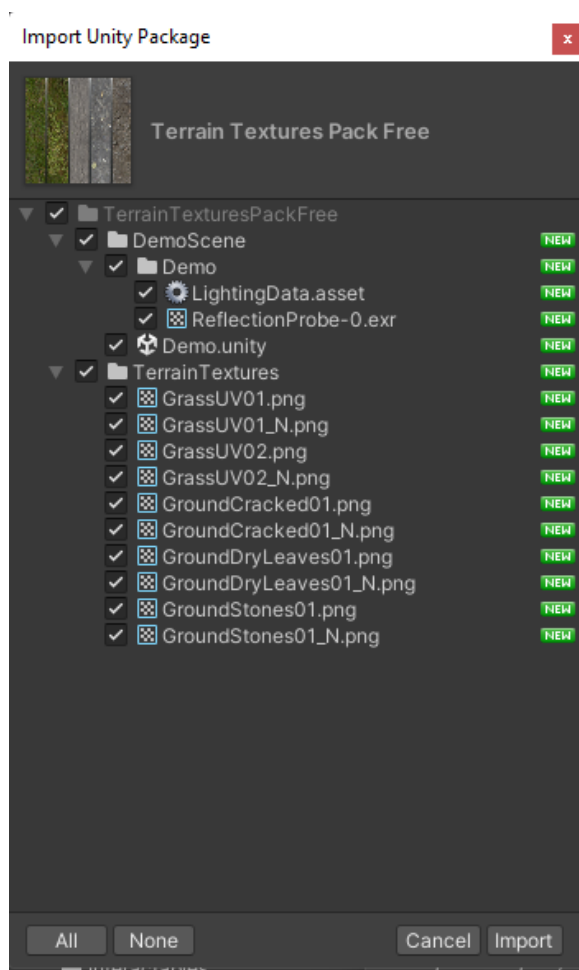 Import Unity Package
x
Terrain Textures Pack Free
TerrainTexturesPackFree
DemoScene NEW
Demo NEW
LightingData.asset NEW
ReflectionProbe-0.exr NEW
Demo.unity NEW
TerrainTextures NEW
GrassUV01.png NEW
GrassUV01_N.png NEW
GrassUV02.png NEW
GrassUV02_N.png NEW
GroundCracked01.png NEW
GroundCracked01_N.png NEW
GroundDryLeaves01.png NEW
GroundDryLeaves01_N.png NEW
GroundStones01.png NEW
GroundStones01_N.png NEW
All None Cancel Import